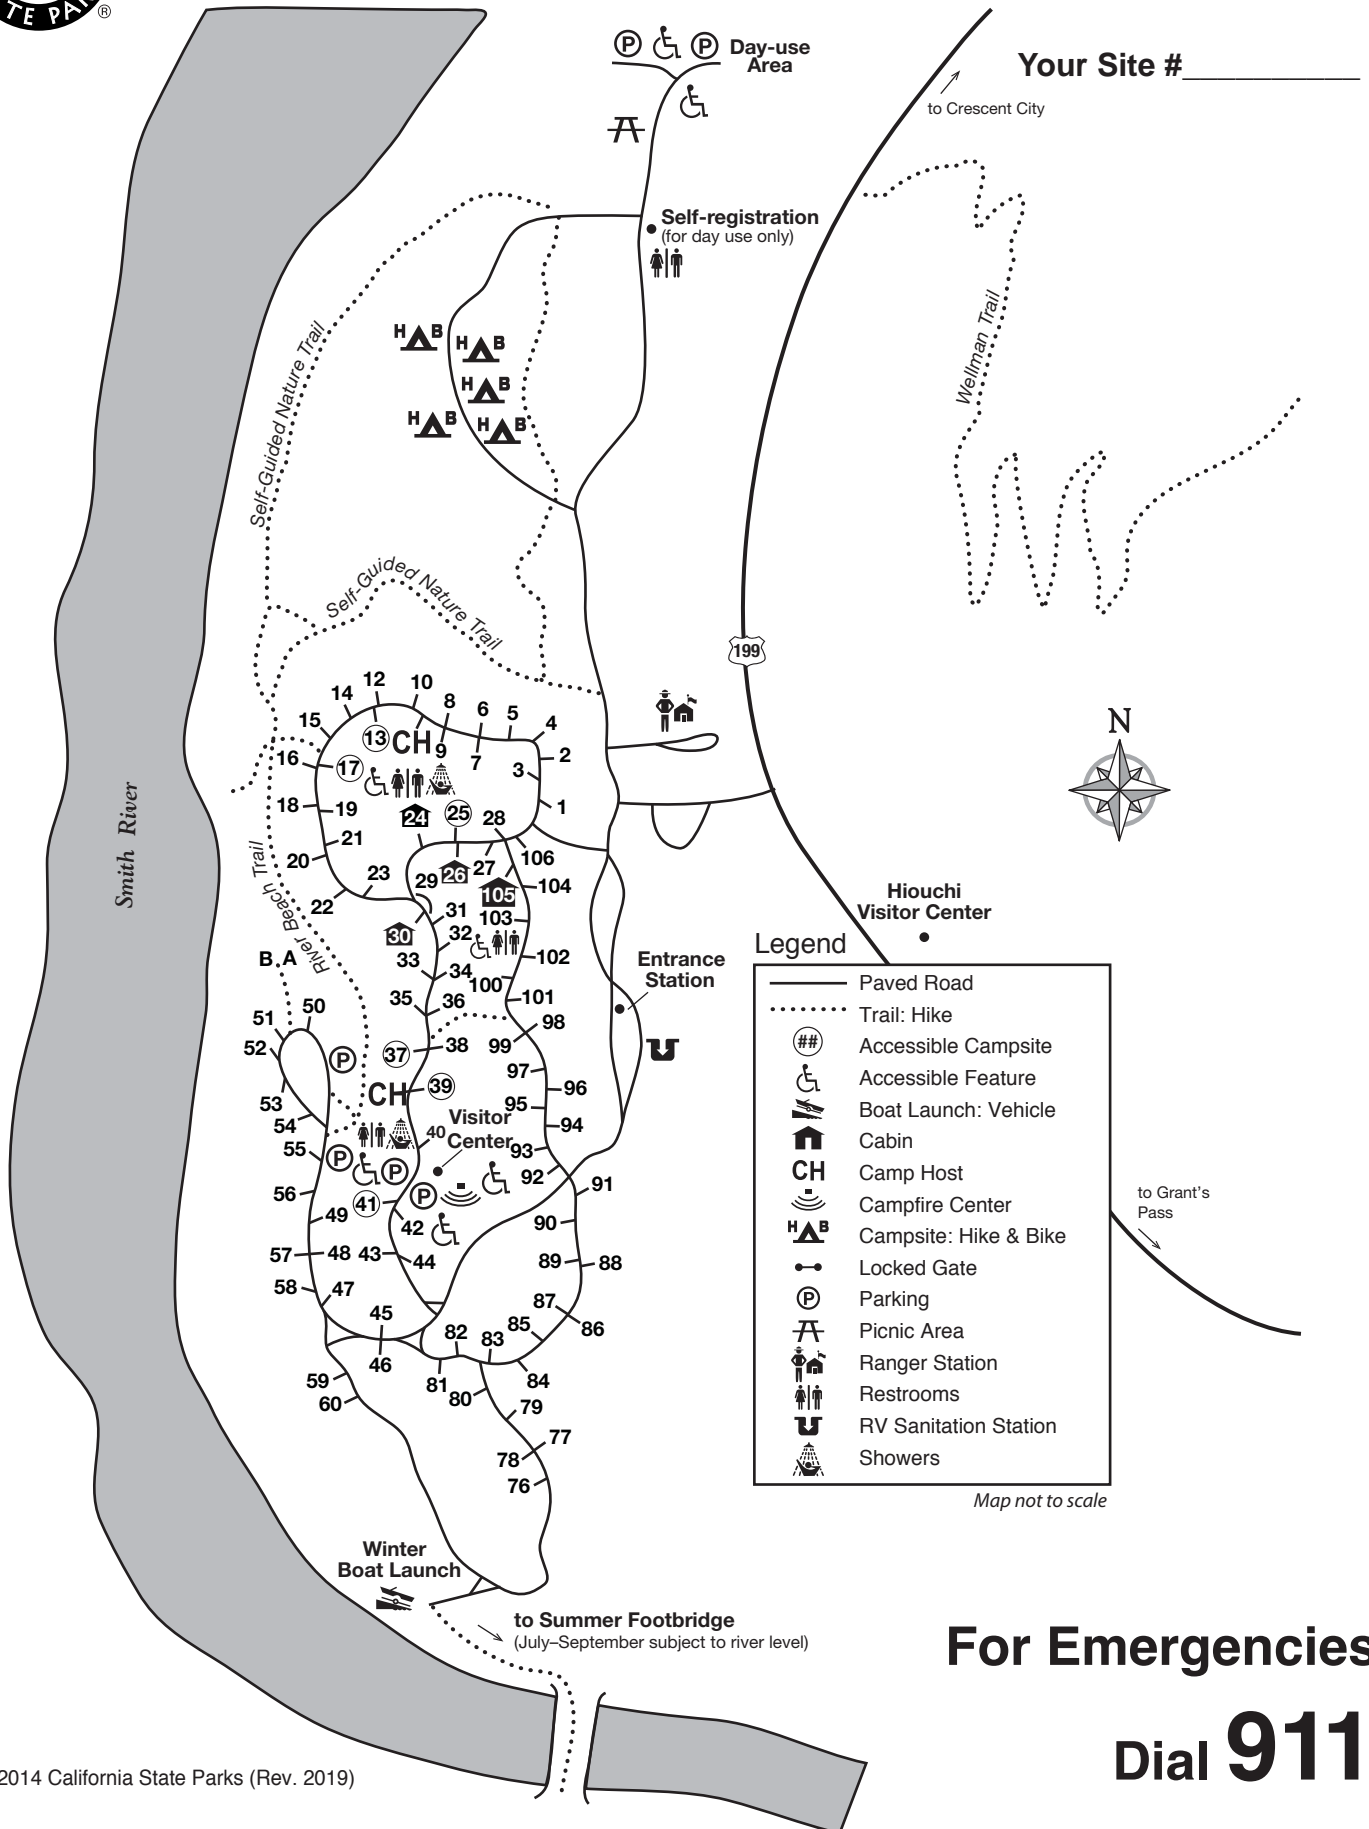 TE PAR
®
P P Day-use
Area
Your Site #
to Crescent City
Self-registration
(for day use only)
Wellman Trail
Self-Guided Nature Trail
H B
H B
H B
H B
H B
Self-Guided Nature Trail
199
N
12 10
14 8 6 5 4
15
13 CH 9
16 17 7 3 2
18 19 24 25 28 1
21
20 23 29 26 27 106
22 105 104
31 103
30 32
33 34 100 102
35 36 101
98
River Beach Trail
Smith River
B A
51 50
52 P 37 38 99
97
53 CH 39 95 96
54 Visitor
Center
40 93 94
55 P P 92 91
56 41 P
49 42 90
57 48 43 44 89 88
58 47 87
45 82 83 85 86
46
59 81 84
60 80 79
77
78
76
Entrance
Station
Hiouchi
Visitor Center
Legend
Paved Road
Trail: Hike
## Accessible Campsite
Accessible Feature
Boat Launch: Vehicle
Cabin
CH Camp Host
Campfire Center
H B Campsite: Hike & Bike
Locked Gate
P Parking
Picnic Area
Ranger Station
Restrooms
RV Sanitation Station
Showers
Map not to scale
to Grant's
Pass
Winter
Boat Launch
to Summer Footbridge
(July–September subject to river level)
For Emergencies
Dial 911
2014 California State Parks (Rev. 2019)